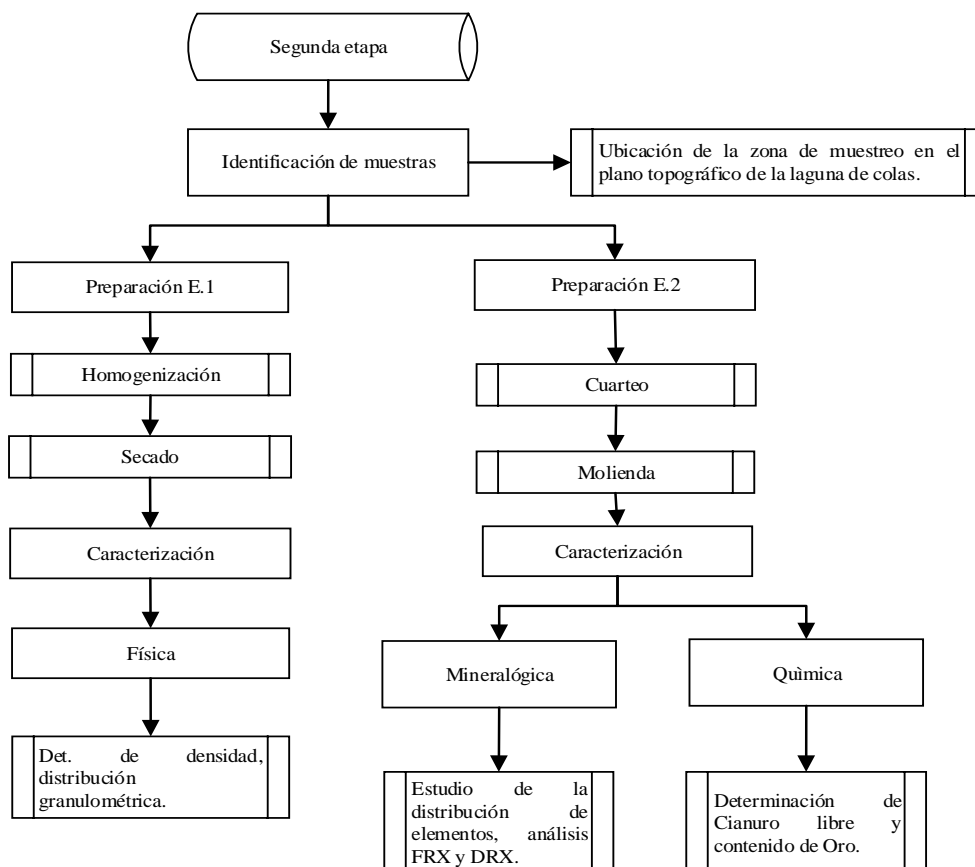 Segunda etapa
Identificación de muestras
Ubicación de la zona de muestreo en el
plano topográfico de la laguna de colas.
Preparación E.1
Preparación E.2
Homogenización
Cuarteo
Secado
Molienda
Caracterización
Caracterización
Física
Mineralógica
Quìmica
Det. de densidad,
distribución
granulométrica.
Estudio de la
distribución de
elementos, análisis
FRX y DRX.
Determinación de
Cianuro libre y
contenido de Oro.